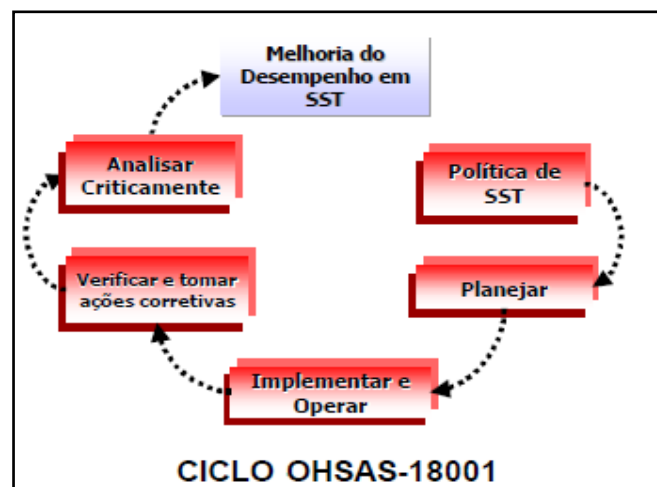 Melhoria do
Desempenho em
SST
Analisar
Criticamente
Política de
SST
Verificar e tomar
ações corretivas
Planejar
Implementar e
Operar
CICLO OHSAS-18001